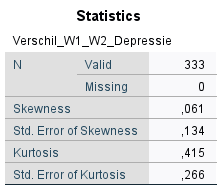 Statistics
Verschil_W1_W2_Depressie
N Valid 333
Missing 0
Skewness ,061
Std. Error of Skewness ,134
Kurtosis ,415
Std. Error of Kurtosis ,266